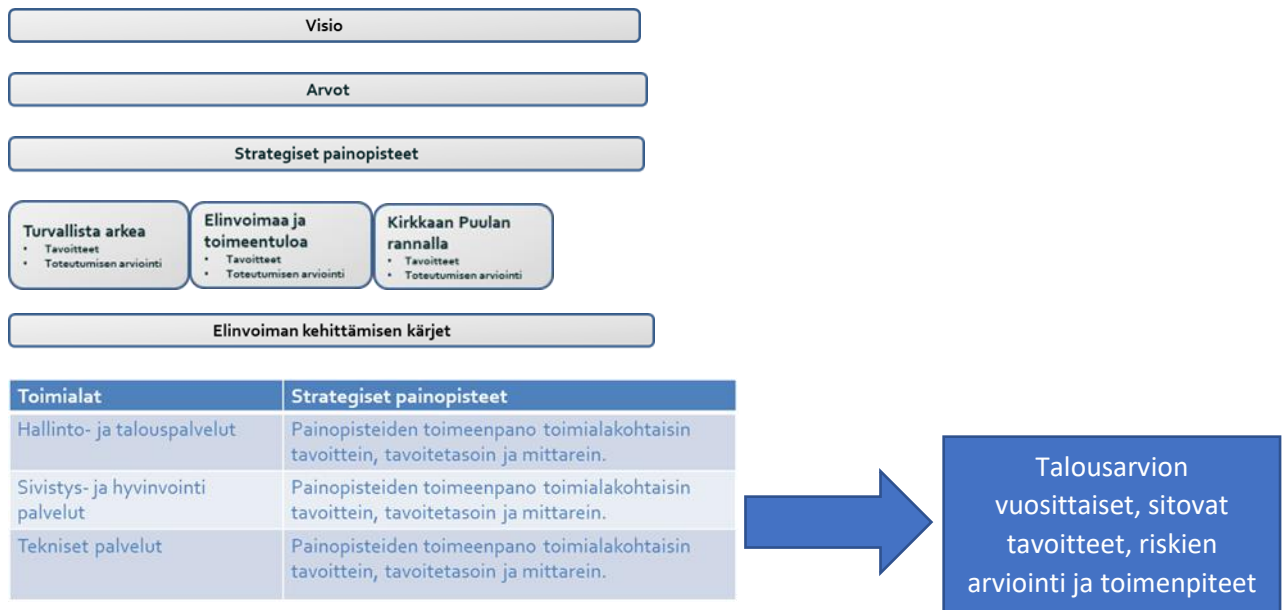 Visio
Arvot
Strategiset painopisteet
Turvallista arkea
• Tavoitteet
• Toteutumisen arviointi
Elinvoimaa ja
toimeentuloa
• Tavoitteet
• Toteutumisen arviointi
Kirkkaan Puulan
rannalla
• Tavoitteet
• Toteutumisen arviointi
Elinvoiman kehittämisen kärjet
Toimialat
Strategiset painopisteet
Hallinto- ja talouspalvelut
Painopisteiden toimeenpano toimialakohtaisin
tavoittein, tavoitetasoin ja mittarein.
Sivistys- ja hyvinvointi
palvelut
Painopisteiden toimeenpano toimialakohtaisin
tavoittein, tavoitetasoin ja mittarein.
Tekniset palvelut
Painopisteiden toimeenpano toimialakohtaisin
tavoittein, tavoitetasoin ja mittarein.
Talousarvion
vuosittaiset, sitovat
tavoitteet, riskien
arviointi ja toimenpiteet